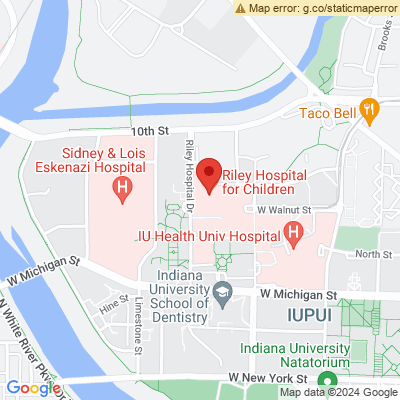 Map error: g.co/staticmaperror
Brooks
Taco Bell
10th St
Sidney & Lois
Eskenazi Hospital
H
Riley Hospital Dr
Riley Hospital
for Children
W Walnut St
IU Health Univ Hospital
H
North St
W Michigan St
Indiana
University
School of
Dentistry
W Michigan St
Hine St
Limestone St
IUPUI
N White River Pkwy
Indiana University
Natatorium
W New York St
Google
Map data ©2024 Google